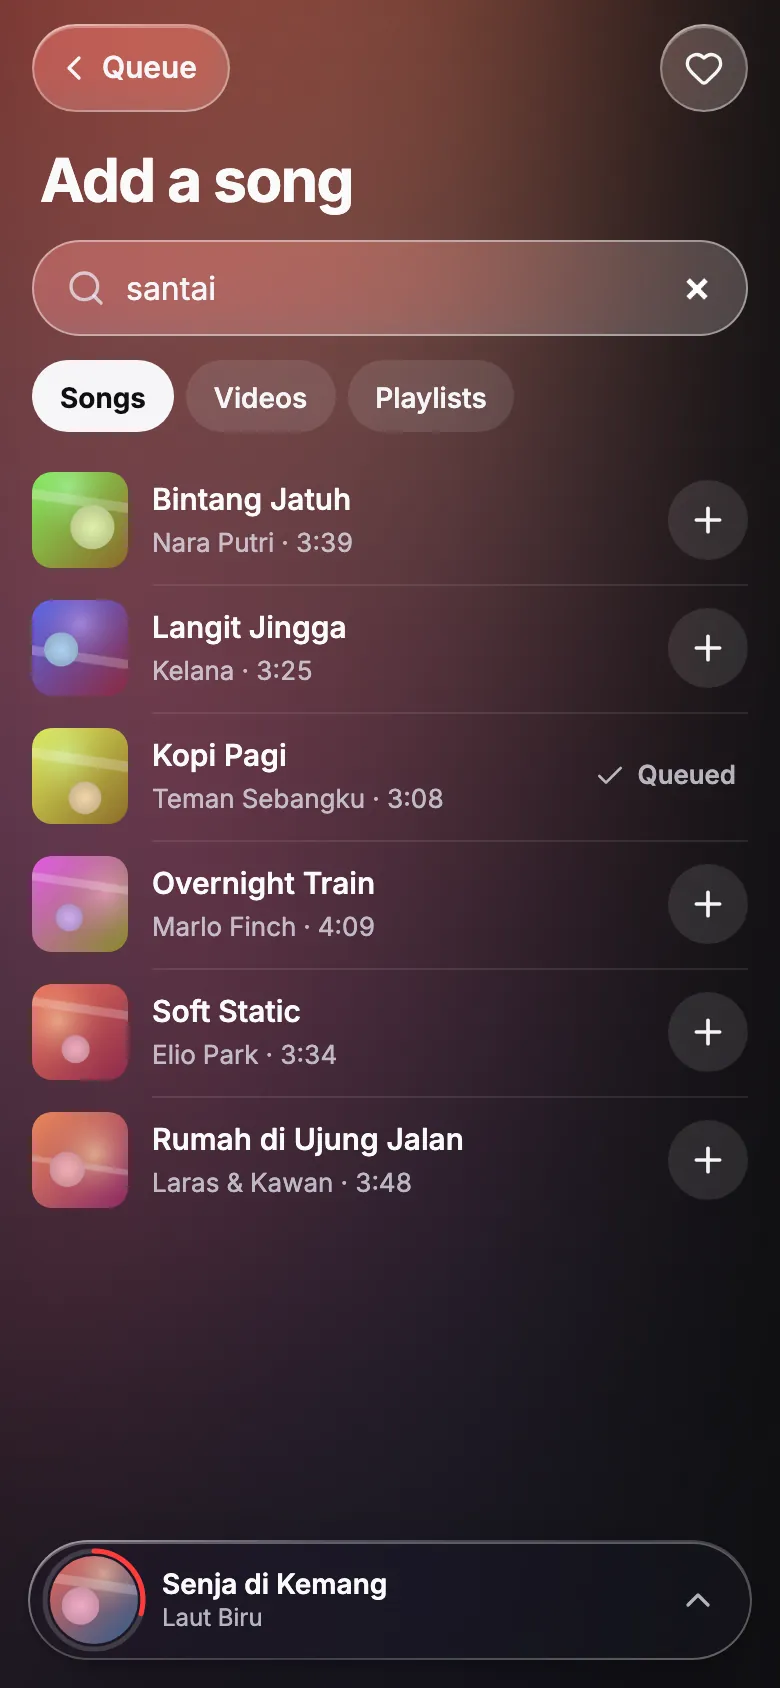 Queue
Add a song
santai
Songs
Videos
Playlists
Bintang Jatuh
Nara Putri · 3:39
Langit Jingga
Kelana · 3:25
Kopi Pagi
Teman Sebangku · 3:08
Queued
Overnight Train
Marlo Finch · 4:09
Soft Static
Elio Park · 3:34
Rumah di Ujung Jalan
Laras & Kawan · 3:48
Senja di Kemang
Laut Biru